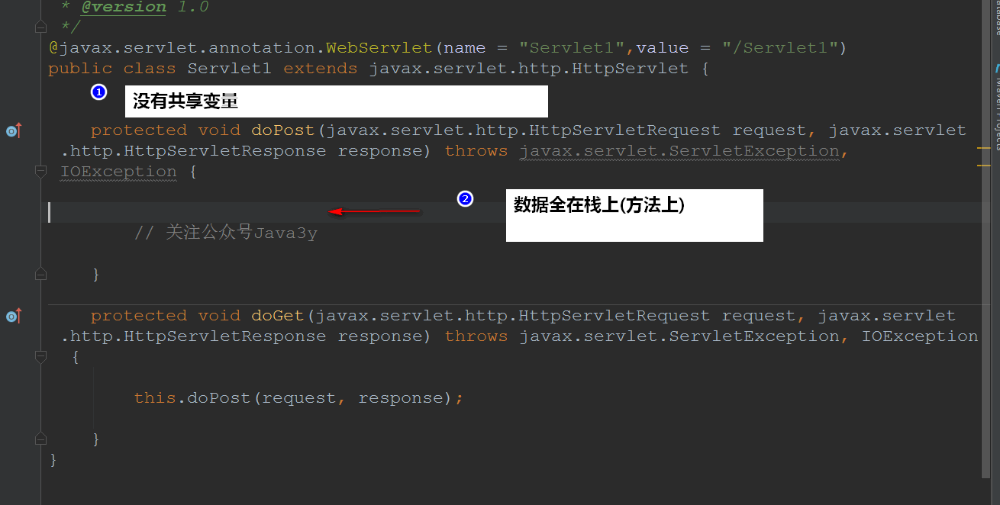 * @version 1.0
*/
@javax.servlet.annotation.WebServlet(name = "Servlet1",value = "/Servlet1")
public class Servlet1 extends javax.servlet.http.HttpServlet {
1 没有共享变量
protected void doPost(javax.servlet.http.HttpServletRequest request, javax.servlet
.http.HttpServletResponse response) throws javax.servlet.ServletException,
IOException {
2 数据全在栈上(方法上)
// 关注公众号Java3y
}
protected void doGet(javax.servlet.http.HttpServletRequest request, javax.servlet
.http.HttpServletResponse response) throws javax.servlet.ServletException, IOException
{
this.doPost(request, response);
}
}